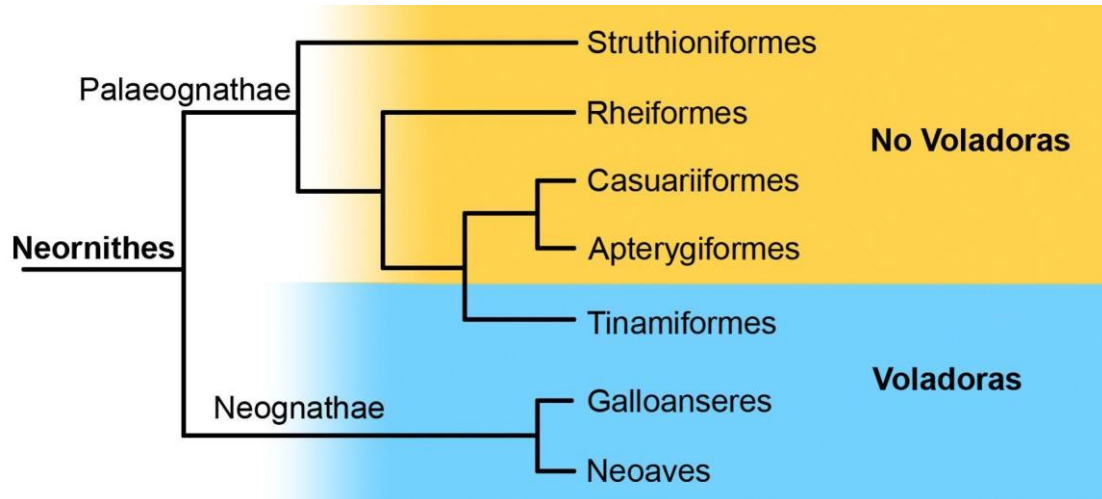 Struthioniformes
Palaeognathae
Rheiformes
No Voladoras
Casuariiformes
Neornithes
Apterygiformes
Tinamiformes
Voladoras
Galloanseres
Neognathae
Neoaves